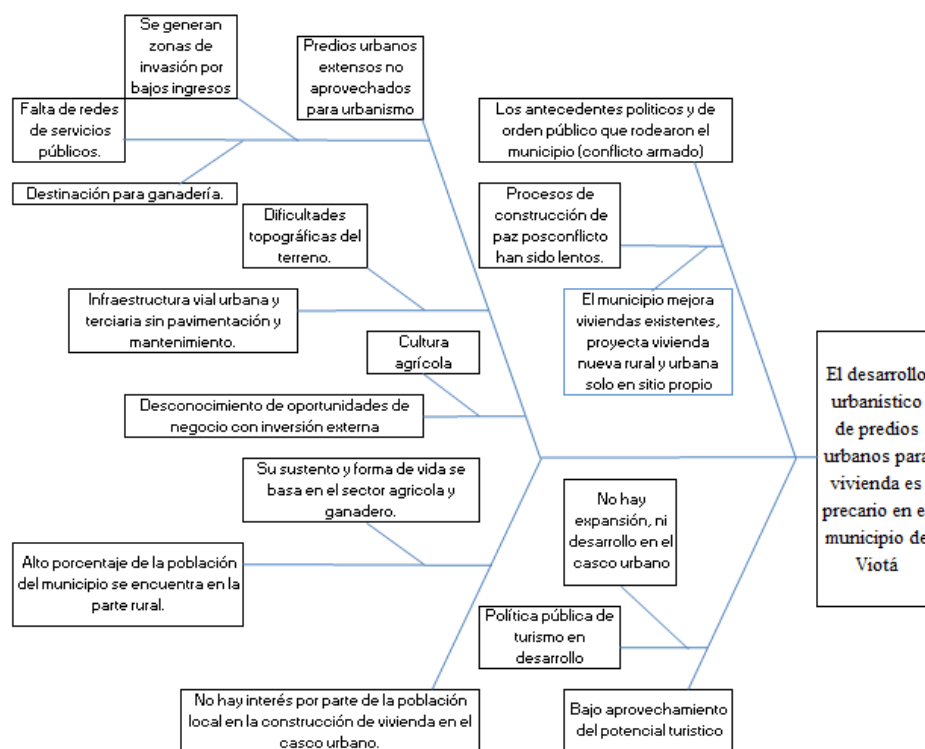 Se generan
zonas de
invasión por
bajos ingresos
Predios urbanos
extensos no
aprovechados
para urbanismo
Falta de redes
de servicios
públicos.
Destinación para ganadería.
Dificultades
topográficas del
terreno.
Infraestructura vial urbana y
terciaria sin pavimentación y
mantenimiento.
Cultura
agrícola
Desconocimiento de oportunidades de
negocio con inversión externa
Los antecedentes politicos y de
orden público que rodearon el
municipio (conflicto armado)
Procesos de
construcción de
paz posconflicto
han sido lentos.
El municipio mejora
viviendas existentes,
proyecta vivienda
nueva rural y urbana
solo en sitio propio
Su sustento y forma de vida se
basa en el sector agricola y
ganadero.
Alto porcentaje de la población
del municipio se encuentra en la
parte rural.
No hay interés por parte de la población
local en la construcción de vivienda en el
casco urbano.
No hay
expansión, ni
desarrollo en el
casco urbano
Política pública de
turismo en
desarrollo
Bajo aprovechamiento
del potencial turistico
El desarrollo
urbanístico
de predios
urbanos para
vivienda es
precario en e
municipio de
Viotá